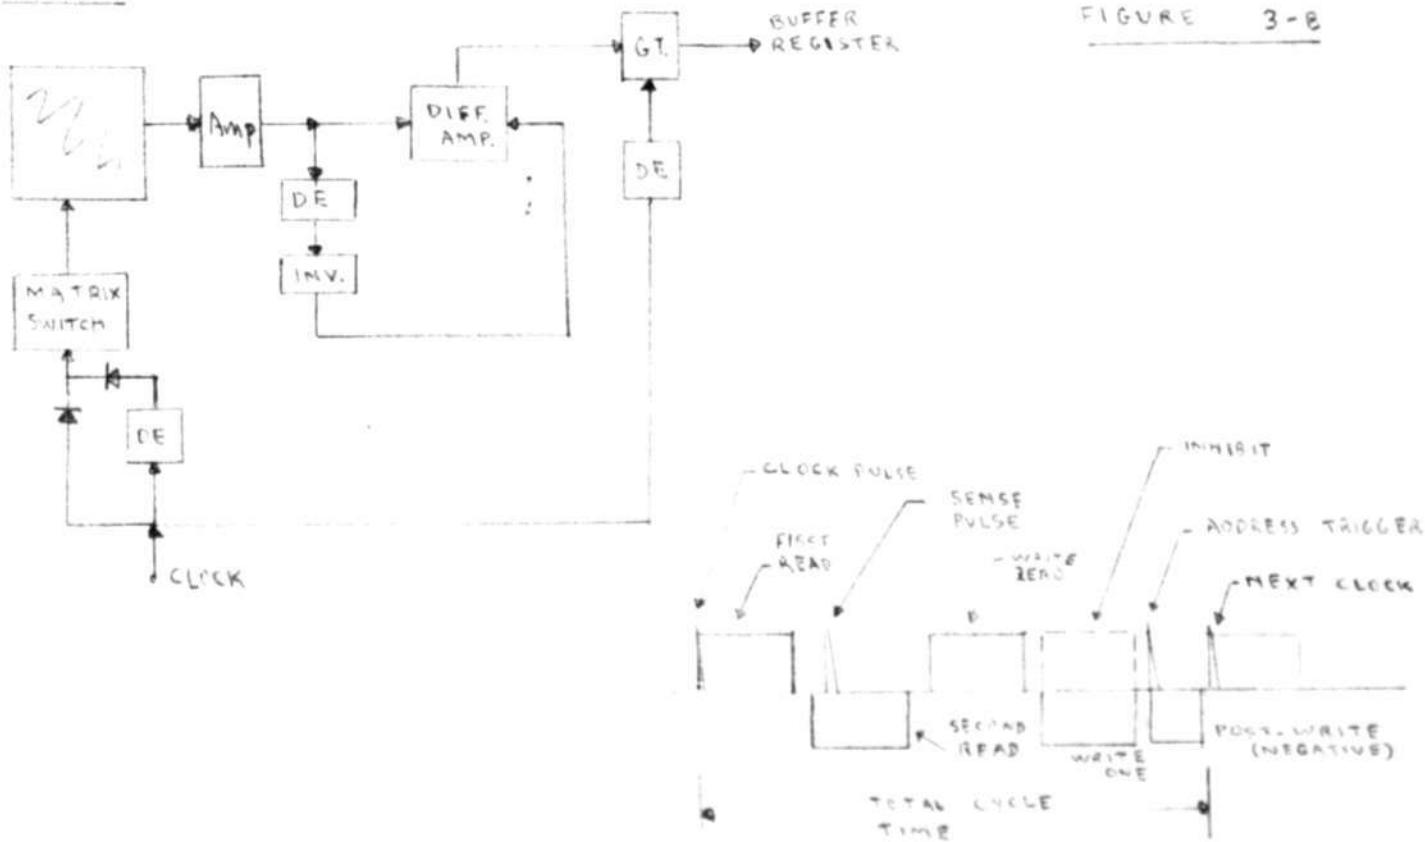 FIGURE 3-8
BUFFER
REGISTER
GT.
Amp
DIFF.
AMP.
DE
DE
INV.
MATRIX
SWITCH
DE
CLOCK
CLOCK PULSE
INHIBIT
SENSE
PULSE
ADDRESS TRIGGER
FIRST
READ
WRITE
ZERO
NEXT CLOCK
SECOND
READ
WRITE
ONE
POST-WRITE
(NEGATIVE)
TOTAL CYCLE
TIME